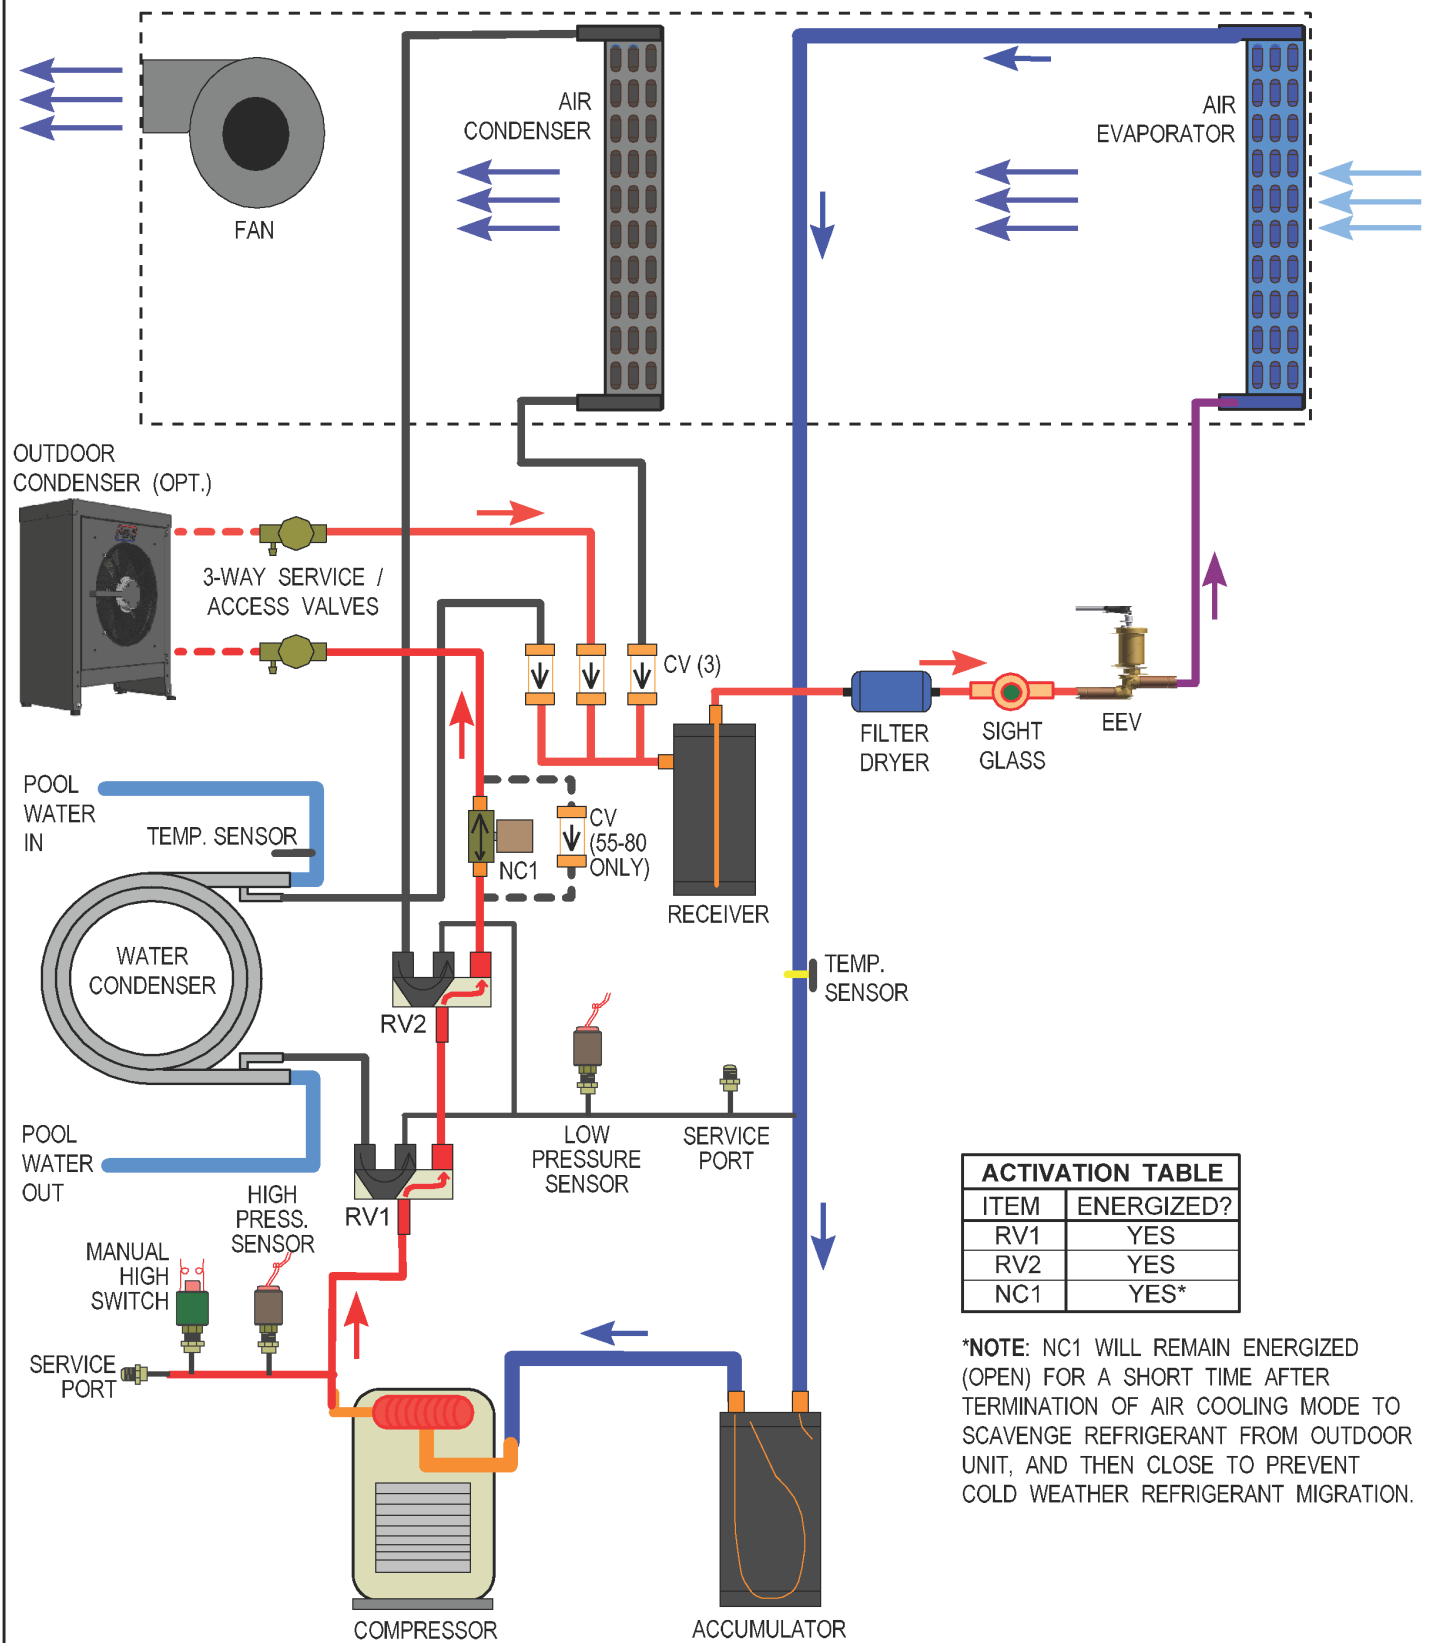 AIR
CONDENSER
AIR
EVAPORATOR
FAN
OUTDOOR
CONDENSER (OPT.)
3-WAY SERVICE /
ACCESS VALVES
CV (3)
FILTER
DRYER
SIGHT
GLASS
EEV
POOL
WATER
IN
TEMP. SENSOR
NC1
CV
(55-80
ONLY)
RECEIVER
WATER
CONDENSER
TEMP.
SENSOR
RV2
POOL
WATER
OUT
LOW
PRESSURE
SENSOR
SERVICE
PORT
RV1
HIGH
PRESS.
SENSOR
MANUAL
HIGH
SWITCH
SERVICE
PORT
COMPRESSOR
ACCUMULATOR
ACTIVATION TABLE
ITEM ENERGIZED?
RV1 YES
RV2 YES
NC1 YES*
*NOTE: NC1 WILL REMAIN ENERGIZED
(OPEN) FOR A SHORT TIME AFTER
TERMINATION OF AIR COOLING MODE TO
SCAVENGE REFRIGERANT FROM OUTDOOR
UNIT, AND THEN CLOSE TO PREVENT
COLD WEATHER REFRIGERANT MIGRATION.